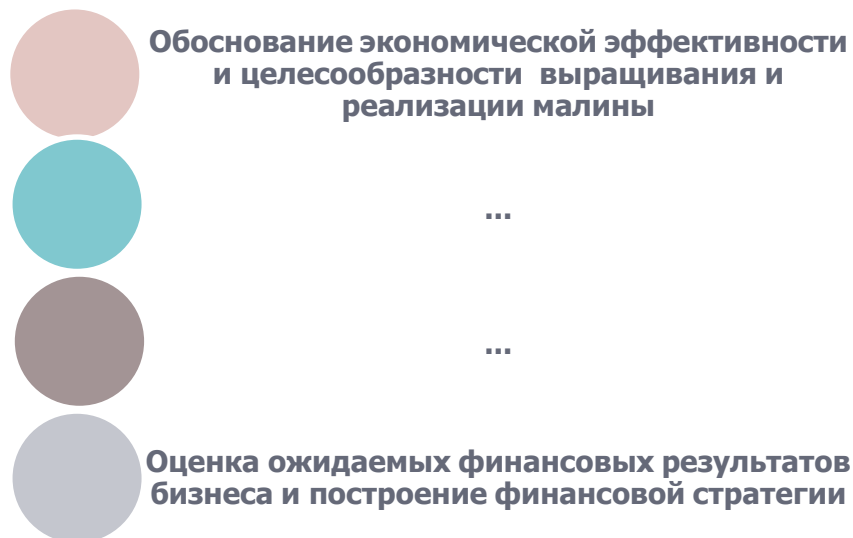 Обоснование экономической эффективности
и целесообразности выращивания и
реализации малины
...
...
Оценка ожидаемых финансовых результатов
бизнеса и построение финансовой стратегии